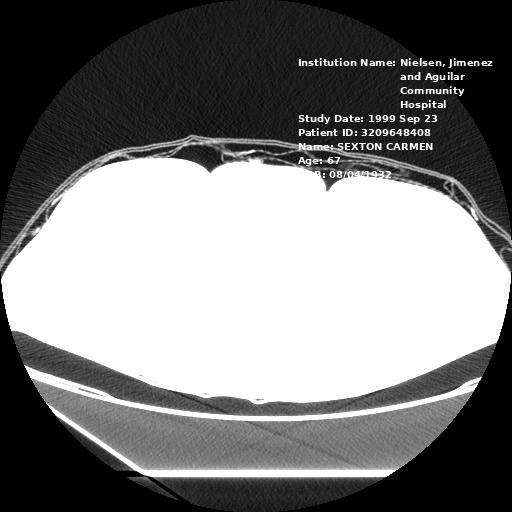 Institution Name: Nielsen, Jimenez
and Aguilar
Community
Hospital
Study Date: 1999 Sep 23
Patient ID: 3209648408
Name: SEXTON CARMEN
Age: 67
DOB: 08/04/1932